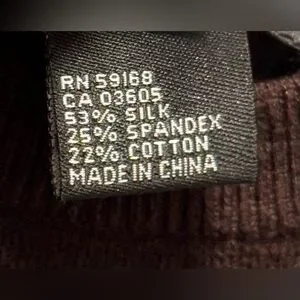 RN 59168
CA 03605
53% SILK
25% SPANDEX
22% COTTON
MADE IN CHINA